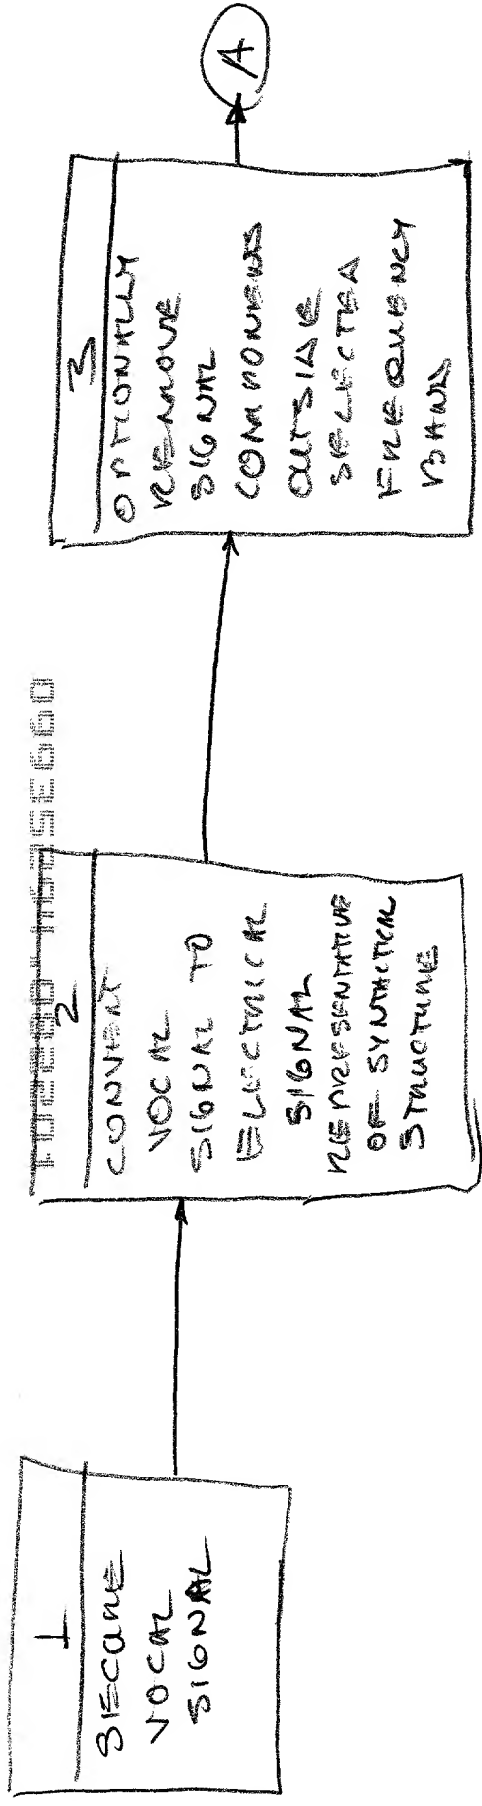 1
SECURE
VOCAL
SIGNAL
2
CONVERT
VOCAL
SIGNAL TO
ELECTRICAL
SIGNAL
REPRESENTATIVE
OF SYNTACTICAL
STRUCTURE
3
OPTIONALLY
REMOVE
SIGNAL
COMPONENTS
OUTSIDE
SELECTED
FREQUENCY
BANDS
A